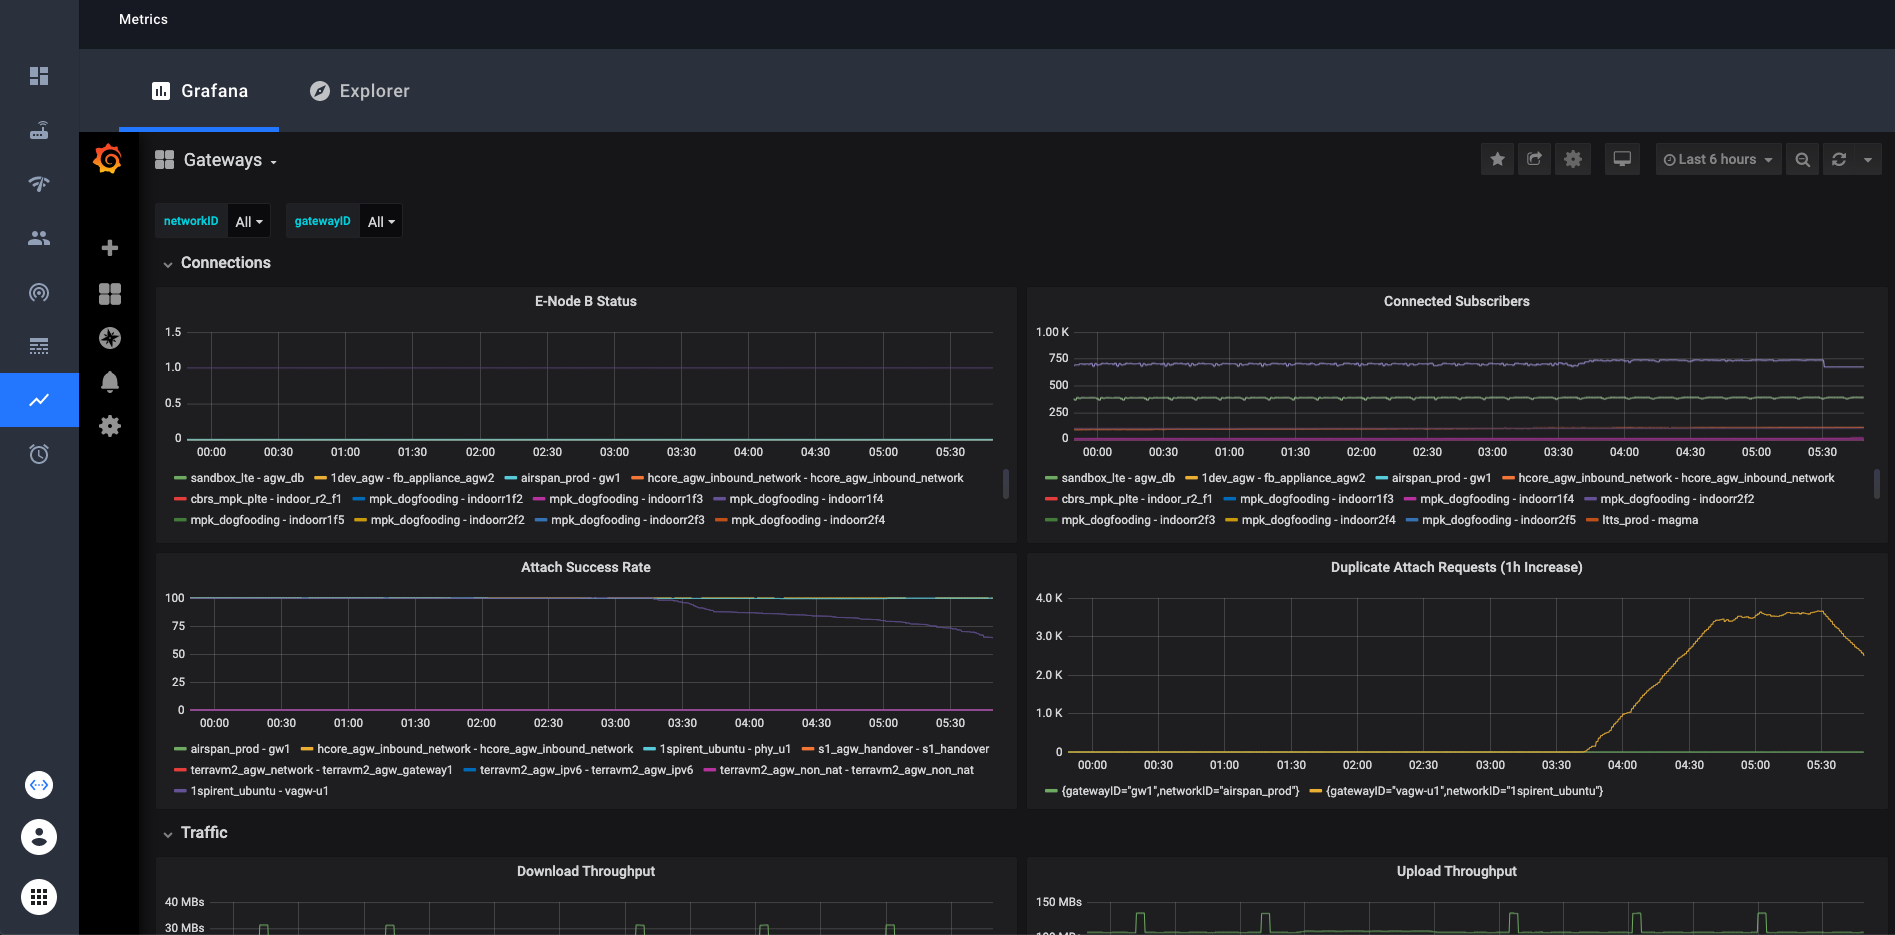 Metrics
Grafana Explorer
Gateways
Last 6 hours
networkID All gatewayID All
Connections
E-Node B Status
1.5
1.0
0.5
0
00:00 00:30 01:00 01:30 02:00 02:30 03:00 03:30 04:00 04:30 05:00 05:30
sandbox_lte - agw_db 1dev_agw - fb_appliance_agw2 airspan_prod - gw1 hcore_agw_inbound_network - hcore_agw_inbound_network
cbrs_mpk_plte - indoor_r2_f1 mpk_dogfooding - indoorr1f2 mpk_dogfooding - indoorr1f3 mpk_dogfooding - indoorr1f4
mpk_dogfooding - indoorr1f5 mpk_dogfooding - indoorr2f2 mpk_dogfooding - indoorr2f3 mpk_dogfooding - indoorr2f4
Connected Subscribers
1.00 K
750
500
250
0
00:00 00:30 01:00 01:30 02:00 02:30 03:00 03:30 04:00 04:30 05:00 05:30
sandbox_lte - agw_db 1dev_agw - fb_appliance_agw2 airspan_prod - gw1 hcore_agw_inbound_network - hcore_agw_inbound_network
cbrs_mpk_plte - indoor_r2_f1 mpk_dogfooding - indoorr1f3 mpk_dogfooding - indoorr1f4 mpk_dogfooding - indoorr2f2
mpk_dogfooding - indoorr2f3 mpk_dogfooding - indoorr2f4 mpk_dogfooding - indoorr2f5 ltts_prod - magma
Attach Success Rate
100
75
50
25
0
00:00 00:30 01:00 01:30 02:00 02:30 03:00 03:30 04:00 04:30 05:00 05:30
airspan_prod - gw1 hcore_agw_inbound_network - hcore_agw_inbound_network 1spirent_ubuntu - phy_u1 s1_agw_handover - s1_handover
terravm2_agw_network - terravm2_agw_gateway1 terravm2_agw_ipv6 - terravm2_agw_ipv6 terravm2_agw_non_nat - terravm2_agw_non_nat
1spirent_ubuntu - vagw-u1
Duplicate Attach Requests (1h Increase)
4.0 K
3.0 K
2.0 K
1.0 K
0
00:00 00:30 01:00 01:30 02:00 02:30 03:00 03:30 04:00 04:30 05:00 05:30
{gatewayID="gw1",networkID="airspan_prod"} {gatewayID="vagw-u1",networkID="1spirent_ubuntu"}
Traffic
Download Throughput
40 MBs
30 MBs
Upload Throughput
150 MBs